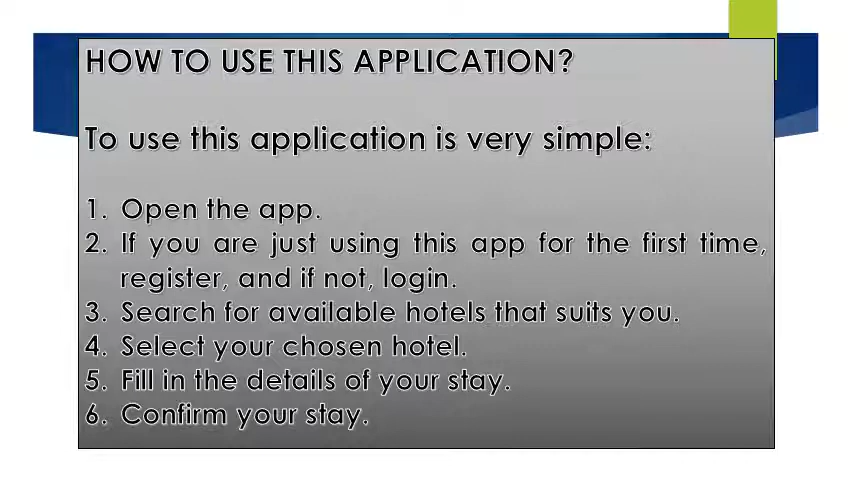 HOW TO USE THIS APPLICATION?
To use this application is very simple:
1. Open the app.
2. If you are just using this app for the first time,
register, and if not, login.
3. Search for available hotels that suits you.
4. Select your chosen hotel.
5. Fill in the details of your stay.
6. Confirm your stay.